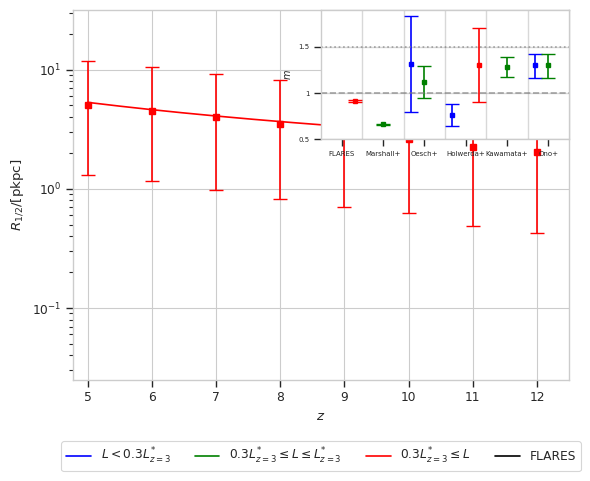 10¹
10⁰
10⁻¹
R₁/₂/[pkpc]
m
1.5
1
0.5
FLARES Marshall+ Oesch+ Holwerda+ Kawamata+ Ono+
5 6 7 8 9 10 11 12
z
L < 0.3L*z=3 0.3L*z=3 ≤ L ≤ L*z=3 0.3L*z=3 ≤ L FLARES